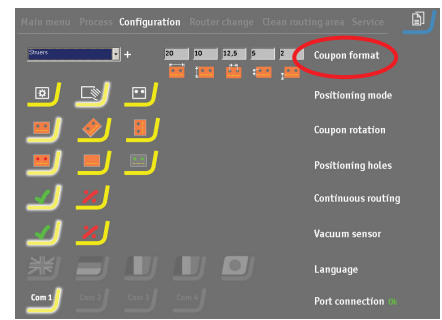 Main menu Process Configuration Router change Clean routing area Service
Struers + 20 10 12,5 5 2 Coupon format
Positioning mode
Coupon rotation
Positioning holes
Continuous routing
Vacuum sensor
Language
Com 1 Com 2 Com 3 Com 4 Port connection Ok